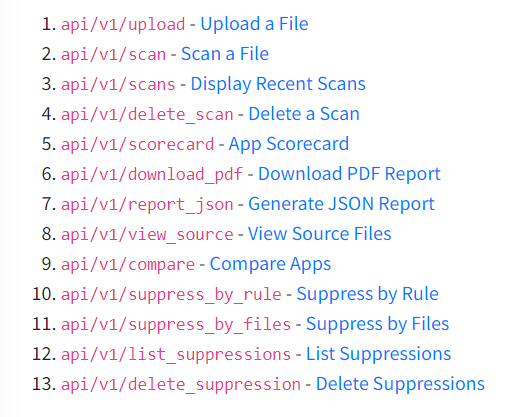 1. api/v1/upload - Upload a File
2. api/v1/scan - Scan a File
3. api/v1/scans - Display Recent Scans
4. api/v1/delete_scan - Delete a Scan
5. api/v1/scorecard - App Scorecard
6. api/v1/download_pdf - Download PDF Report
7. api/v1/report_json - Generate JSON Report
8. api/v1/view_source - View Source Files
9. api/v1/compare - Compare Apps
10. api/v1/suppress_by_rule - Suppress by Rule
11. api/v1/suppress_by_files - Suppress by Files
12. api/v1/list_suppressions - List Suppressions
13. api/v1/delete_suppression - Delete Suppressions